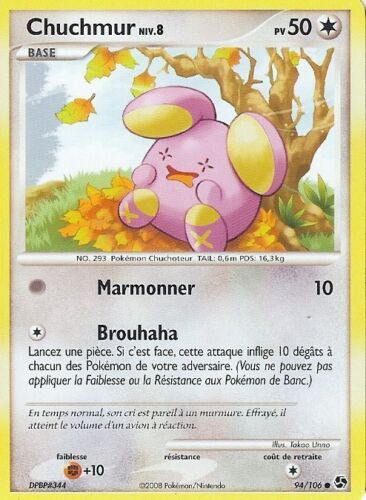 Chuchmur NIV.8 PV 50
BASE
NO. 293 Pokémon Chuchoteur TAIL: 0,6m PDS: 16,3kg
Marmonner 10
Brouhaha
Lancez une pièce. Si c'est face, cette attaque inflige 10 dégâts à
chacun des Pokémon de votre adversaire. (Vous ne pouvez pas
appliquer la Faiblesse ou la Résistance aux Pokémon de Banc.)
En temps normal, son cri est pareil à un murmure. Effrayé, il
atteint le volume d'un avion à réaction.
Illus. Takao Unno
faiblesse résistance coût de retraite
+10
DPBP#344 ©2008 Pokémon/Nintendo 94/106